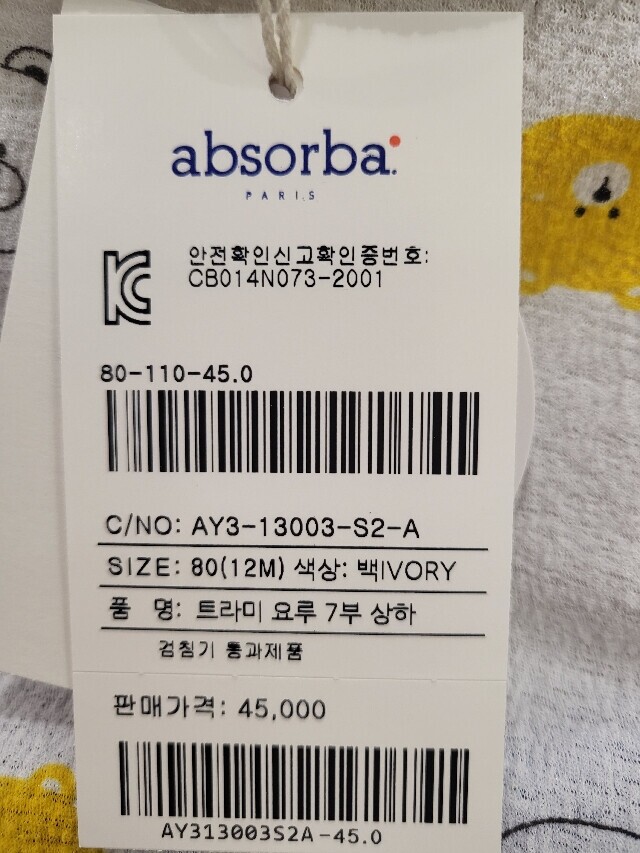 absorba.
PARIS
안전확인신고확인증번호:
CB014N073-2001
80-110-45.0
C/NO: AY3-13003-S2-A
SIZE: 80(12M) 색상: 백IVORY
품 명: 트라미 요루 7부 상하
검침기 통과제품
판매가격: 45,000
AY313003S2A-45.0